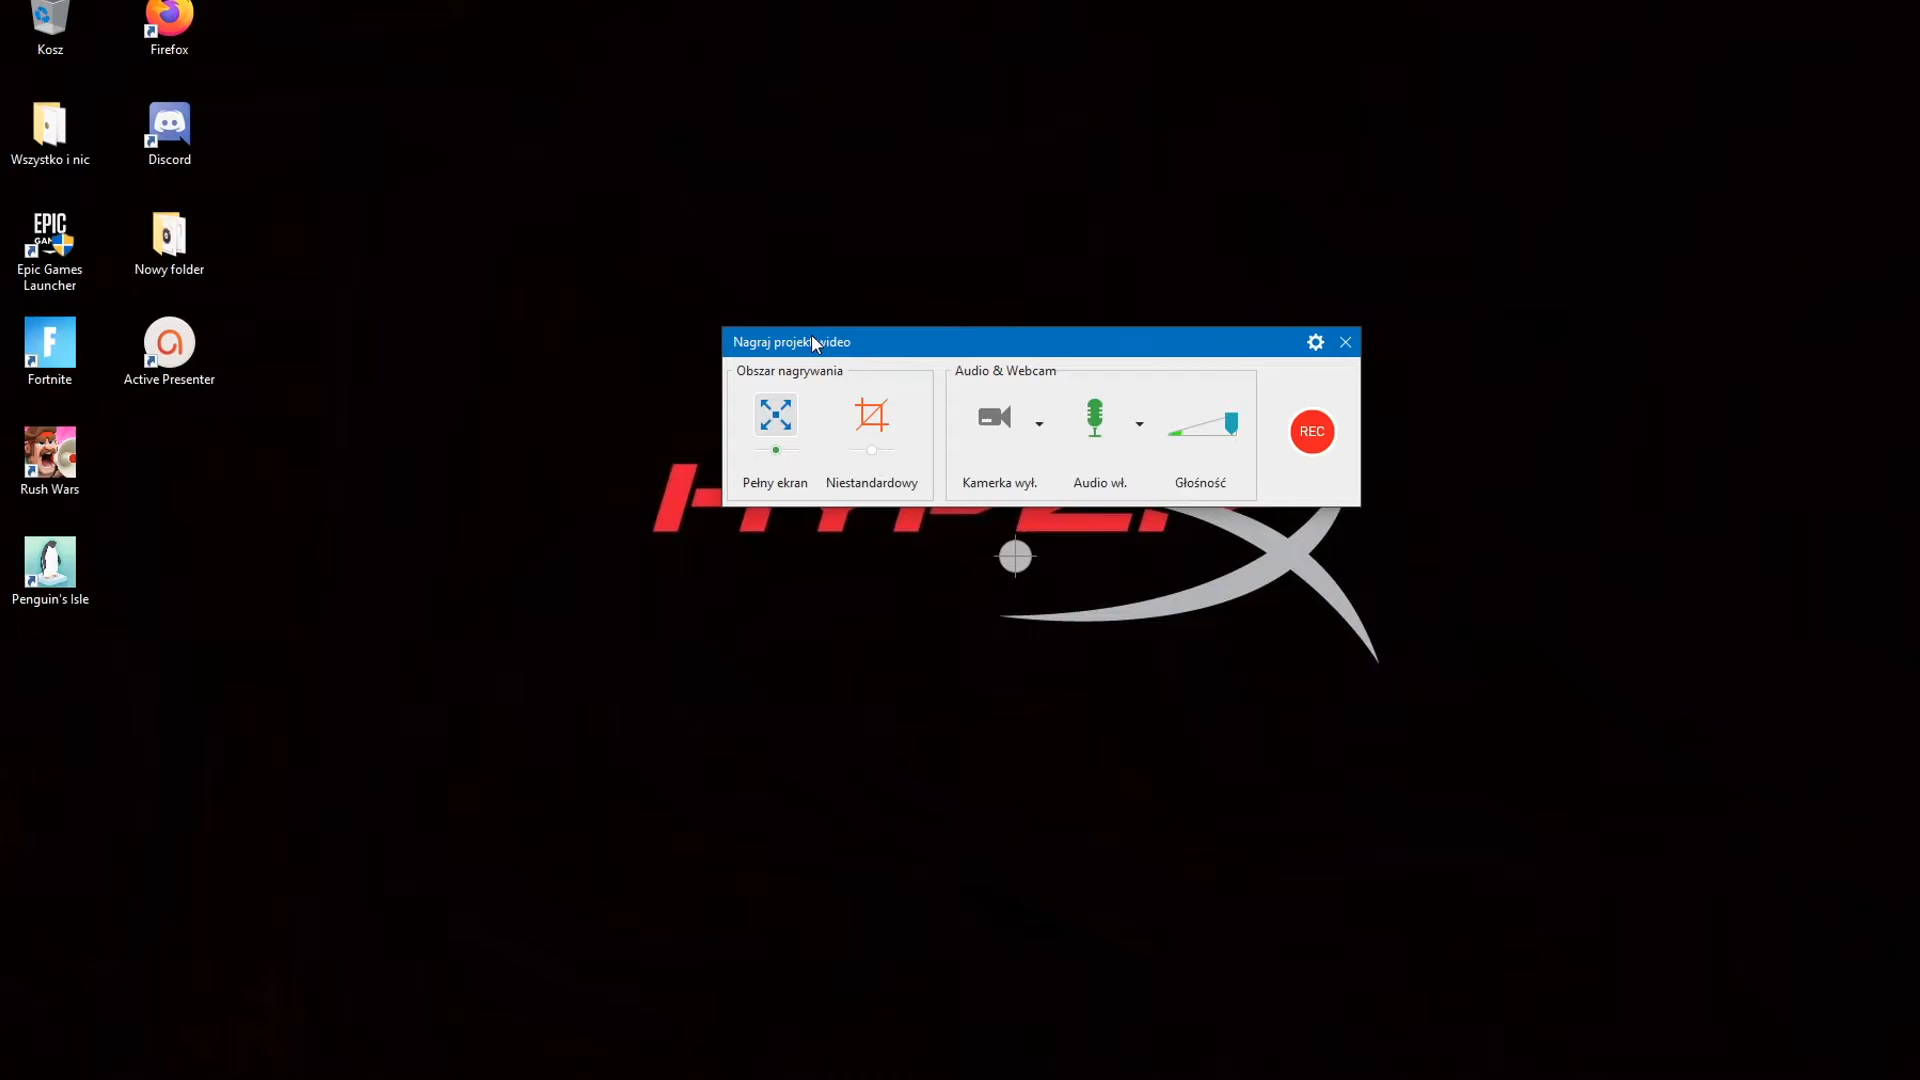 Kosz
Firefox
Wszystko i nic
Discord
EPIC
Epic Games
Launcher
Nowy folder
F
Fortnite
Active Presenter
Rush Wars
Penguin's Isle
Nagraj projekt wideo
Obszar nagrywania
Audio & Webcam
REC
Pełny ekran
Niestandardowy
Kamerka wył.
Audio wł.
Głośność